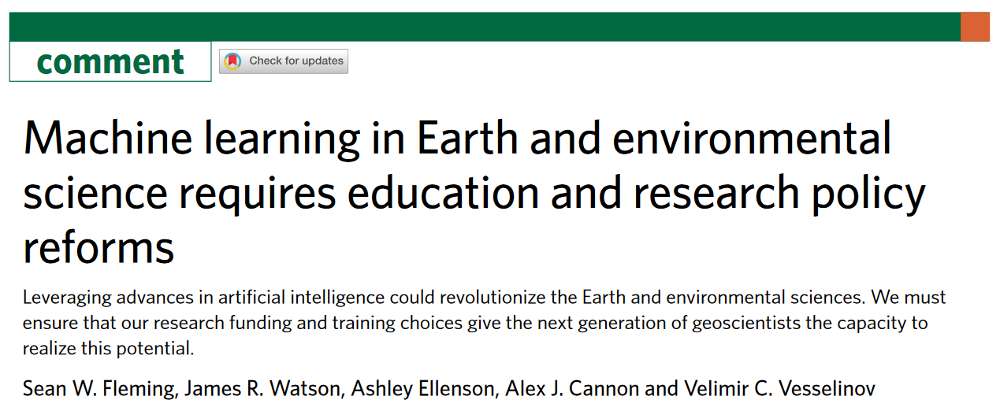 comment
Check for updates
Machine learning in Earth and environmental
science requires education and research policy
reforms
Leveraging advances in artificial intelligence could revolutionize the Earth and environmental sciences. We must
ensure that our research funding and training choices give the next generation of geoscientists the capacity to
realize this potential.
Sean W. Fleming, James R. Watson, Ashley Ellenson, Alex J. Cannon and Velimir C. Vesselinov